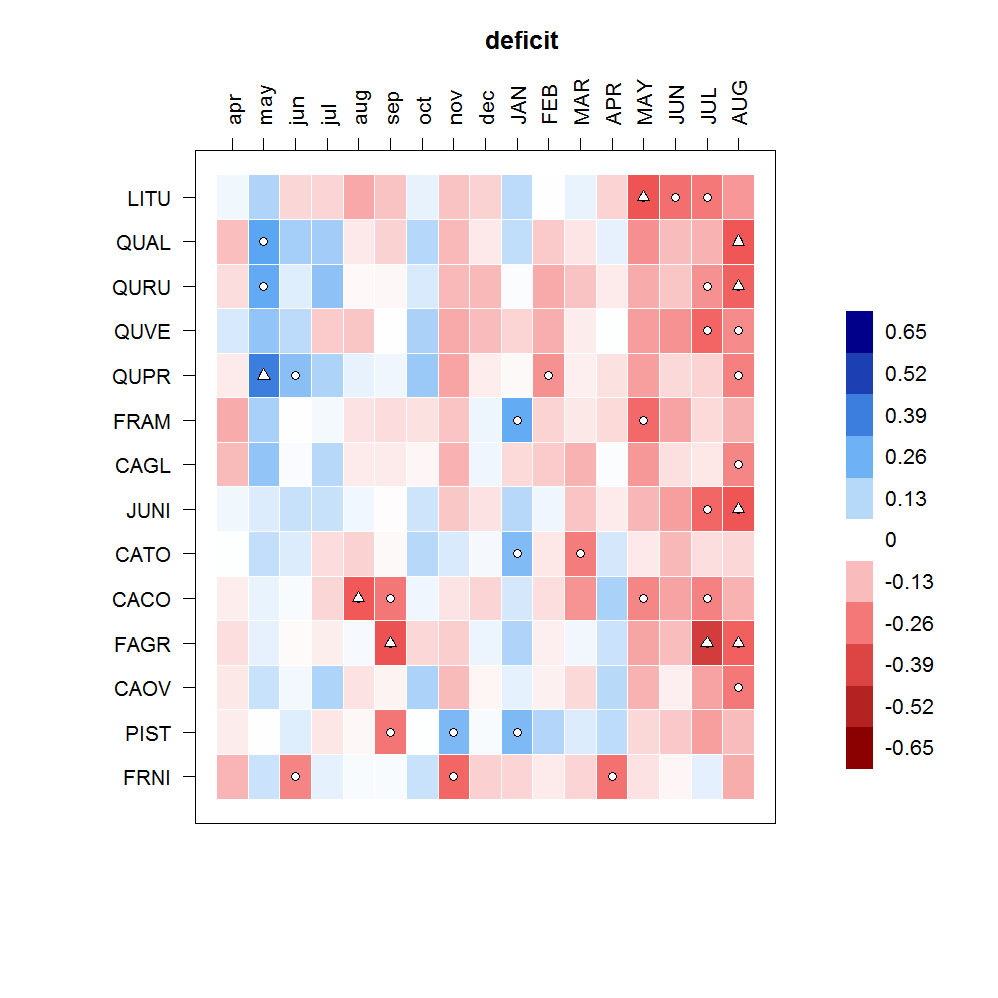 deficit
apr may jun jul aug sep oct nov dec JAN FEB MAR APR MAY JUN JUL AUG
LITU
QUAL
QURU
QUVE
QUPR
FRAM
CAGL
JUNI
CATO
CACO
FAGR
CAOV
PIST
FRNI
0.65
0.52
0.39
0.26
0.13
0
-0.13
-0.26
-0.39
-0.52
-0.65